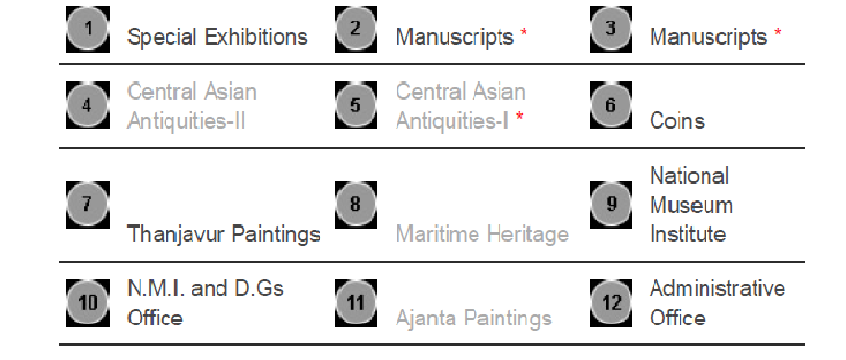 1 Special Exhibitions 2 Manuscripts * 3 Manuscripts *
4 Central Asian Antiquities-II 5 Central Asian Antiquities-I * 6 Coins
7 Thanjavur Paintings 8 Maritime Heritage 9 National Museum Institute
10 N.M.I. and D.Gs Office 11 Ajanta Paintings 12 Administrative Office